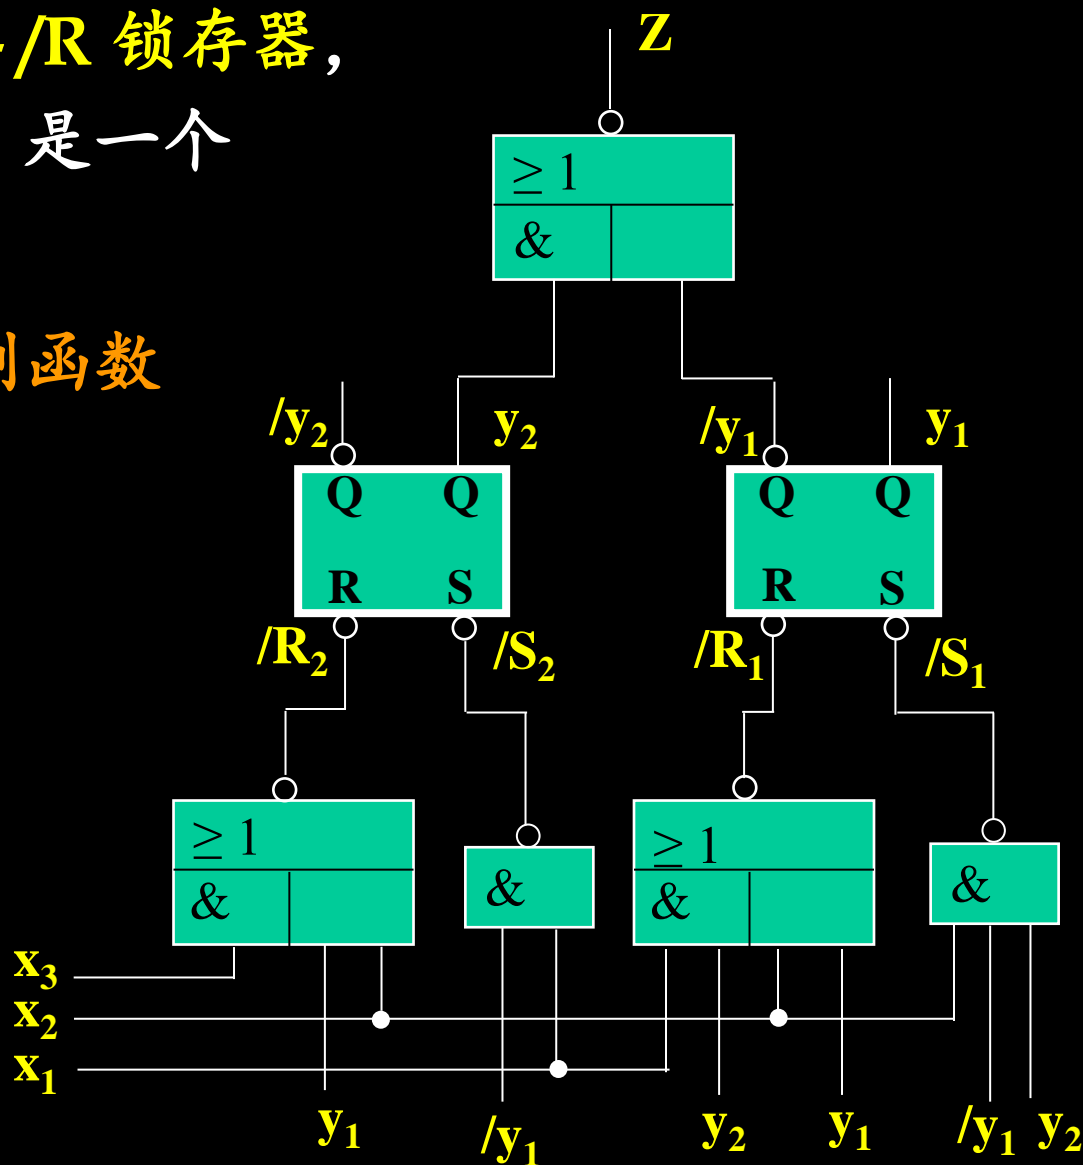 /R 锁存器,
Z
是一个
≥ 1
&
函数
/y₂ y₂ /y₁ y₁
Q Q Q Q
R S R S
/R₂ /S₂ /R₁ /S₁
≥ 1 ≥ 1
& & & &
x₃
x₂
x₁
y₁ /y₁ y₂ y₁ /y₁ y₂